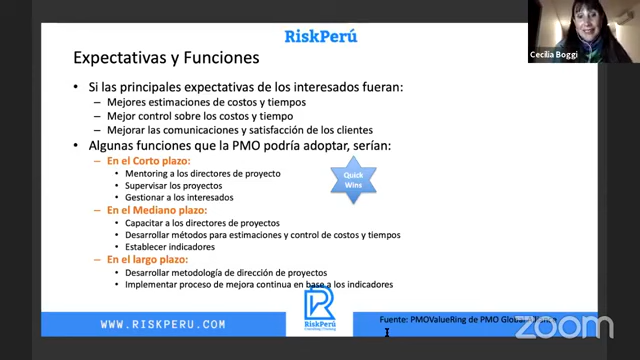 RiskPerú
Cecilia Boggi
Expectativas y Funciones
• Si las principales expectativas de los interesados fueran:
– Mejores estimaciones de costos y tiempos
– Mejor control sobre los costos y tiempo
– Mejorar las comunicaciones y satisfacción de los clientes
• Algunas funciones que la PMO podría adoptar, serían:
– En el Corto plazo:
• Mentoring a los directores de proyecto
• Supervisar los proyectos
• Gestionar a los interesados
Quick
Wins
– En el Mediano plazo:
• Capacitar a los directores de proyectos
• Desarrollar métodos para estimaciones y control de costos y tiempos
• Establecer indicadores
– En el largo plazo:
• Desarrollar metodología de dirección de proyectos
• Implementar proceso de mejora continua en base a los indicadores
Fuente: PMOValueRing de PMO Global
WWW.RISKPERU.COM
RiskPerú
zoom